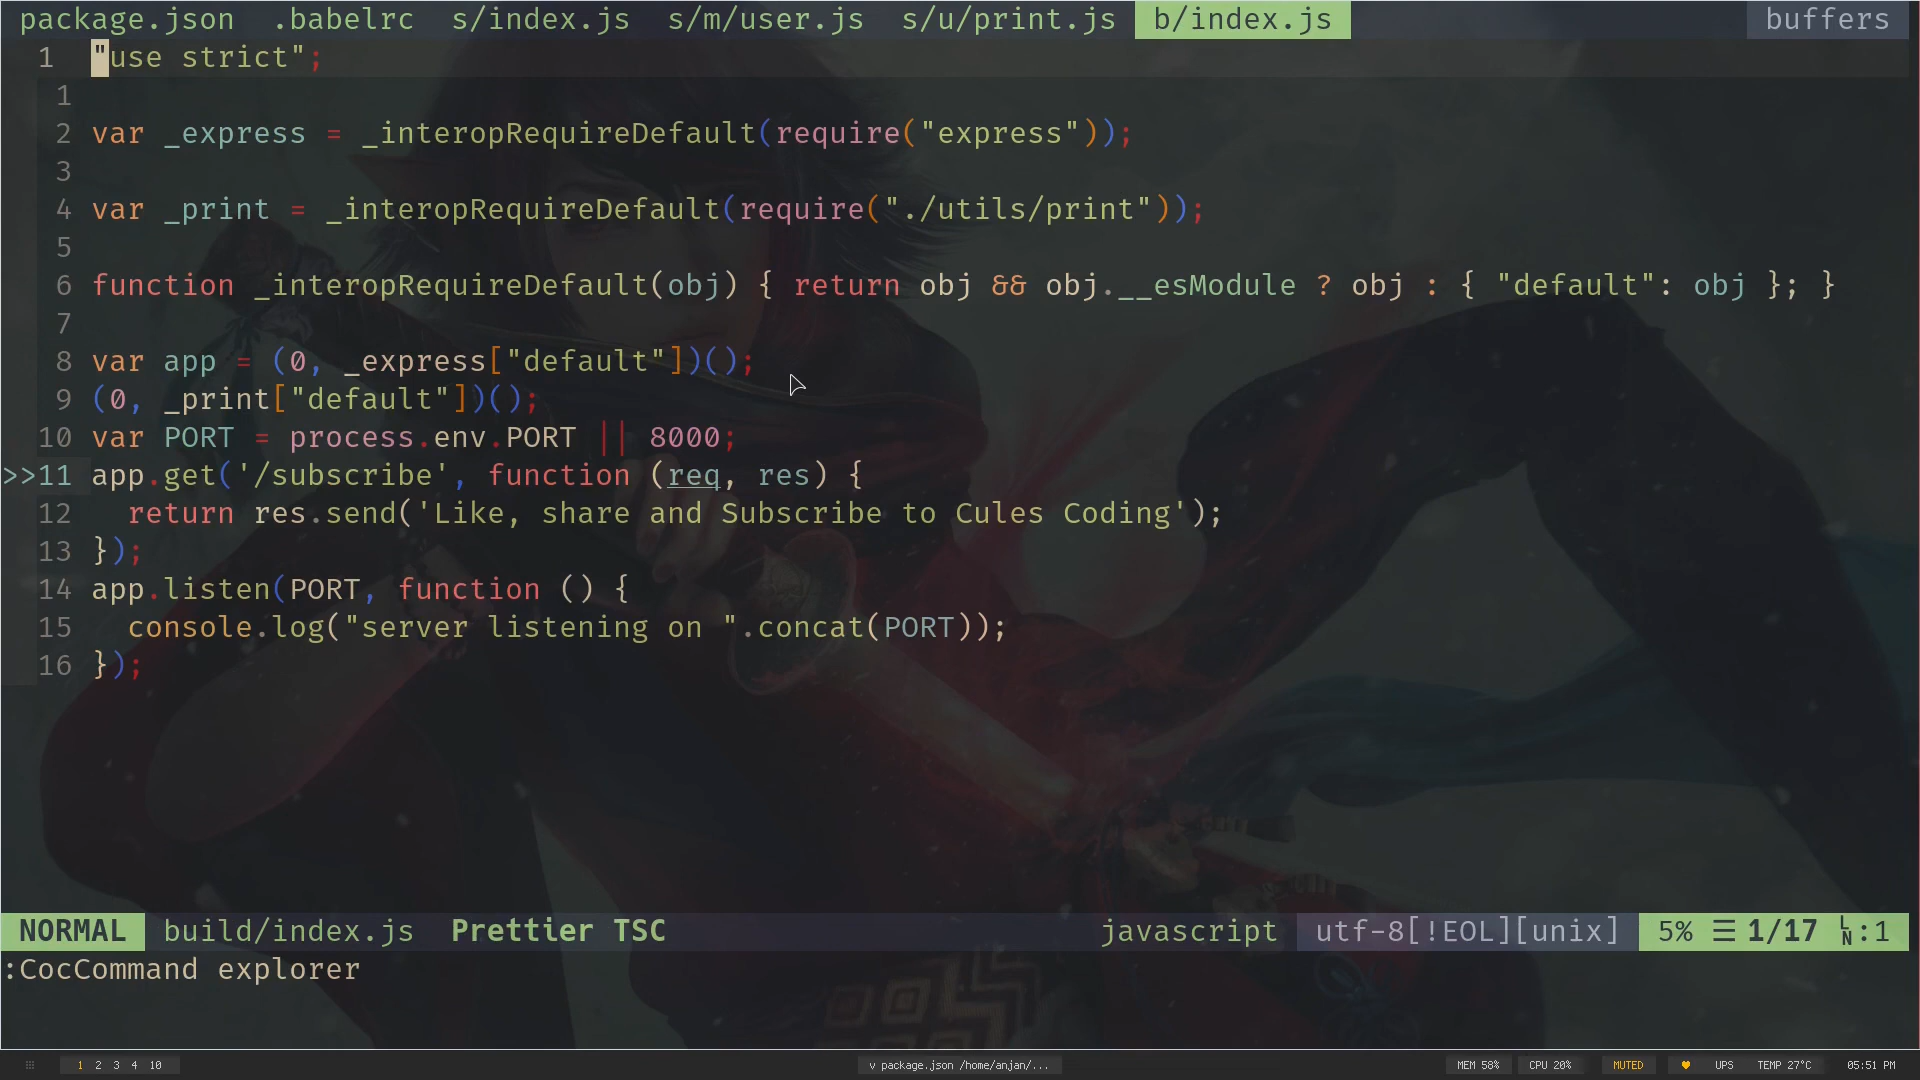 package.json .babelrc s/index.js s/m/user.js s/u/print.js b/index.js buffers
1 "use strict";
1
2 var _express = _interopRequireDefault(require("express"));
3
4 var _print = _interopRequireDefault(require("./utils/print"));
5
6 function _interopRequireDefault(obj) { return obj && obj.__esModule ? obj : { "default": obj }; }
7
8 var app = (0, _express["default"])();
9 (0, _print["default"])();
10 var PORT = process.env.PORT || 8000;
>>11 app.get('/subscribe', function (req, res) {
12   return res.send('Like, share and Subscribe to Cules Coding');
13 });
14 app.listen(PORT, function () {
15   console.log("server listening on ".concat(PORT));
16 });
NORMAL build/index.js Prettier TSC javascript utf-8[!EOL][unix] 5% ☰ 1/17 LN:1
:CocCommand explorer
1 2 3 4 10 v package.json /home/anjan/... MEM 58% CPU 20% MUTED ♥ UPS TEMP 27°C 05:51 PM